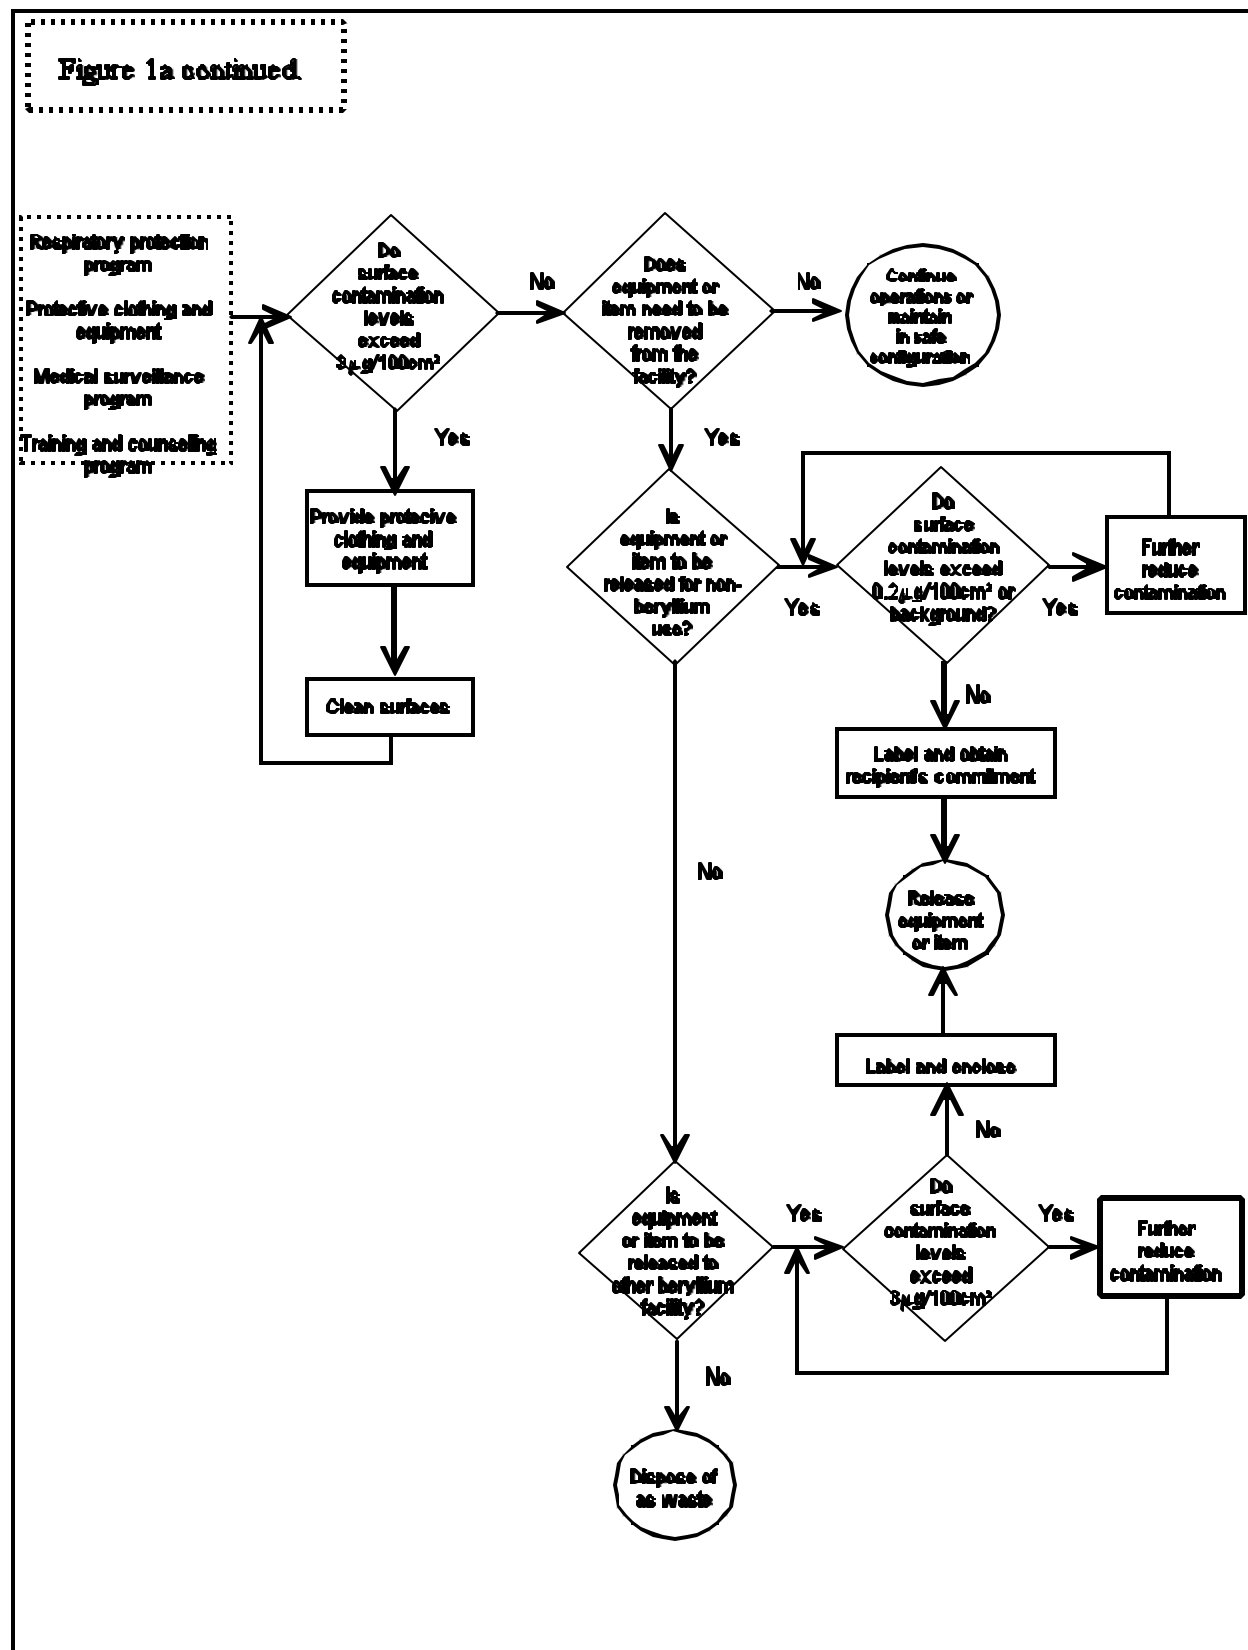 Figure 1a continued
Respiratory protection
program
Protective clothing and
equipment
Medical surveillance
program
Training and counseling
program
Do
surface
contamination
levels
exceed
3µg/100cm²
No
Yes
Provide protecive
clothing and
equipment
Clean surfaces
Does
equipment or
item need to be
removed
from the
facility?
No
Continue
operations or
maintain
in safe
configuration
Yes
Is
equipment or
item to be
released for non-
beryllium
use?
Yes
Do
surface
contamination
levels exceed
0.2µg/100cm² or
background?
Yes
Further
reduce
contamination
No
Label and obtain
recipient's commitment
Release
equipment
or item
Label and enclose
No
No
Is
equipment
or item to be
released to
other beryllium
facility?
Yes
Do
surface
contamination
levels
exceed
3µg/100cm²
Yes
Further
reduce
contamination
No
Dispose of
as waste